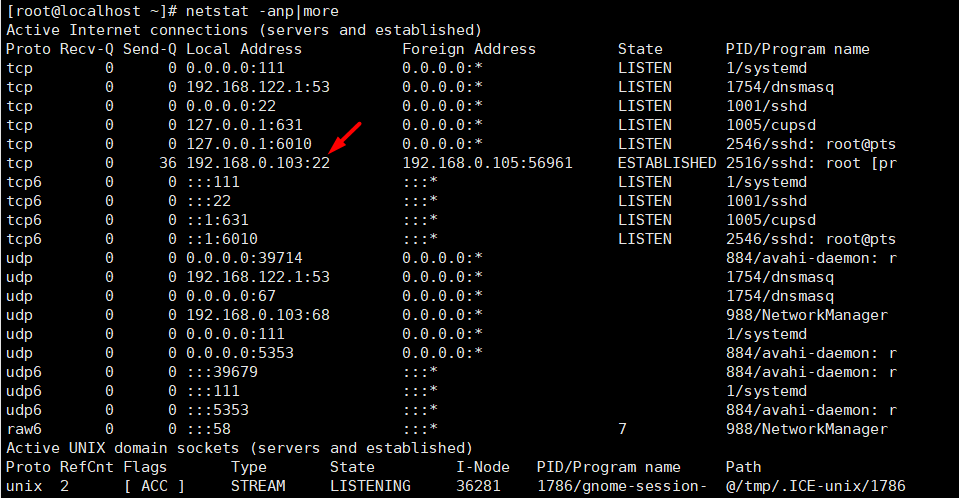 [root@localhost ~]# netstat -anp|more
Active Internet connections (servers and established)
Proto Recv-Q Send-Q Local Address           Foreign Address         State       PID/Program name
tcp        0      0 0.0.0.0:111             0.0.0.0:*               LISTEN      1/systemd
tcp        0      0 192.168.122.1:53        0.0.0.0:*               LISTEN      1754/dnsmasq
tcp        0      0 0.0.0.0:22              0.0.0.0:*               LISTEN      1001/sshd
tcp        0      0 127.0.0.1:631           0.0.0.0:*               LISTEN      1005/cupsd
tcp        0      0 127.0.0.1:6010          0.0.0.0:*               LISTEN      2546/sshd: root@pts
tcp        0     36 192.168.0.103:22        192.168.0.105:56961     ESTABLISHED 2516/sshd: root [pr
tcp6       0      0 :::111                  :::*                    LISTEN      1/systemd
tcp6       0      0 :::22                   :::*                    LISTEN      1001/sshd
tcp6       0      0 ::1:631                 :::*                    LISTEN      1005/cupsd
tcp6       0      0 ::1:6010                :::*                    LISTEN      2546/sshd: root@pts
udp        0      0 0.0.0.0:39714           0.0.0.0:*                           884/avahi-daemon: r
udp        0      0 192.168.122.1:53        0.0.0.0:*                           1754/dnsmasq
udp        0      0 0.0.0.0:67              0.0.0.0:*                           1754/dnsmasq
udp        0      0 192.168.0.103:68        0.0.0.0:*                           988/NetworkManager
udp        0      0 0.0.0.0:111             0.0.0.0:*                           1/systemd
udp        0      0 0.0.0.0:5353            0.0.0.0:*                           884/avahi-daemon: r
udp6       0      0 :::39679                :::*                                884/avahi-daemon: r
udp6       0      0 :::111                  :::*                                1/systemd
udp6       0      0 :::5353                 :::*                                884/avahi-daemon: r
raw6       0      0 :::58                   :::*                    7           988/NetworkManager
Active UNIX domain sockets (servers and established)
Proto RefCnt Flags       Type       State         I-Node   PID/Program name     Path
unix  2      [ ACC ]     STREAM     LISTENING     36281    1786/gnome-session-  @/tmp/.ICE-unix/1786